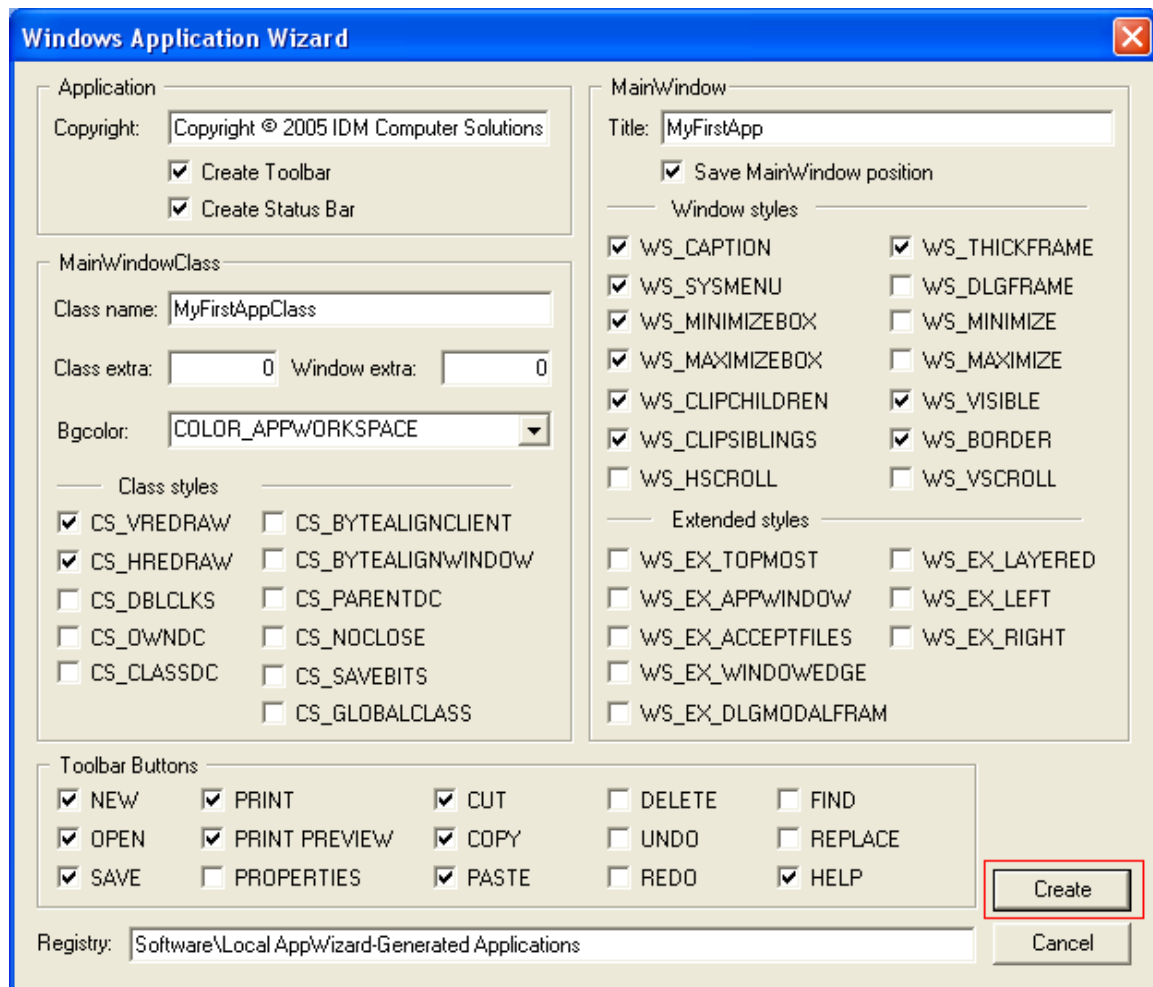 Windows Application Wizard
Application
Copyright: Copyright © 2005 IDM Computer Solutions
Create Toolbar
Create Status Bar
MainWindowClass
Class name: MyFirstAppClass
Class extra: 0 Window extra: 0
Bgcolor: COLOR_APPWORKSPACE
Class styles
CS_VREDRAW CS_BYTEALIGNCLIENT
CS_HREDRAW CS_BYTEALIGNWINDOW
CS_DBLCLKS CS_PARENTDC
CS_OWNDC CS_NOCLOSE
CS_CLASSDC CS_SAVEBITS
CS_GLOBALCLASS
MainWindow
Title: MyFirstApp
Save MainWindow position
Window styles
WS_CAPTION WS_THICKFRAME
WS_SYSMENU WS_DLGFRAME
WS_MINIMIZEBOX WS_MINIMIZE
WS_MAXIMIZEBOX WS_MAXIMIZE
WS_CLIPCHILDREN WS_VISIBLE
WS_CLIPSIBLINGS WS_BORDER
WS_HSCROLL WS_VSCROLL
Extended styles
WS_EX_TOPMOST WS_EX_LAYERED
WS_EX_APPWINDOW WS_EX_LEFT
WS_EX_ACCEPTFILES WS_EX_RIGHT
WS_EX_WINDOWEDGE
WS_EX_DLGMODALFRAM
Toolbar Buttons
NEW PRINT CUT DELETE FIND
OPEN PRINT PREVIEW COPY UNDO REPLACE
SAVE PROPERTIES PASTE REDO HELP
Create
Registry: Software\Local AppWizard-Generated Applications
Cancel